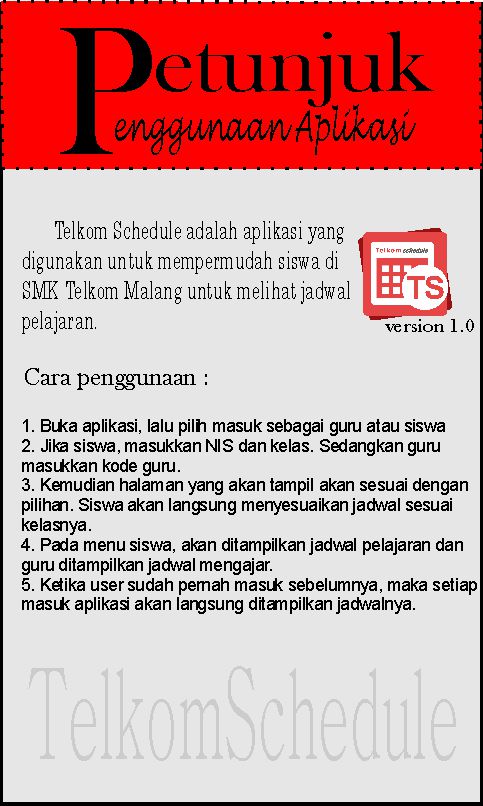 Petunjuk
Penggunaan Aplikasi
Telkom Schedule adalah aplikasi yang
digunakan untuk mempermudah siswa di
SMK Telkom Malang untuk melihat jadwal
pelajaran.
Telkom schedule
TS
version 1.0
Cara penggunaan :
1. Buka aplikasi, lalu pilih masuk sebagai guru atau siswa
2. Jika siswa, masukkan NIS dan kelas. Sedangkan guru
masukkan kode guru.
3. Kemudian halaman yang akan tampil akan sesuai dengan
pilihan. Siswa akan langsung menyesuaikan jadwal sesuai
kelasnya.
4. Pada menu siswa, akan ditampilkan jadwal pelajaran dan
guru ditampilkan jadwal mengajar.
5. Ketika user sudah pernah masuk sebelumnya, maka setiap
masuk aplikasi akan langsung ditampilkan jadwalnya.
TelkomSchedule